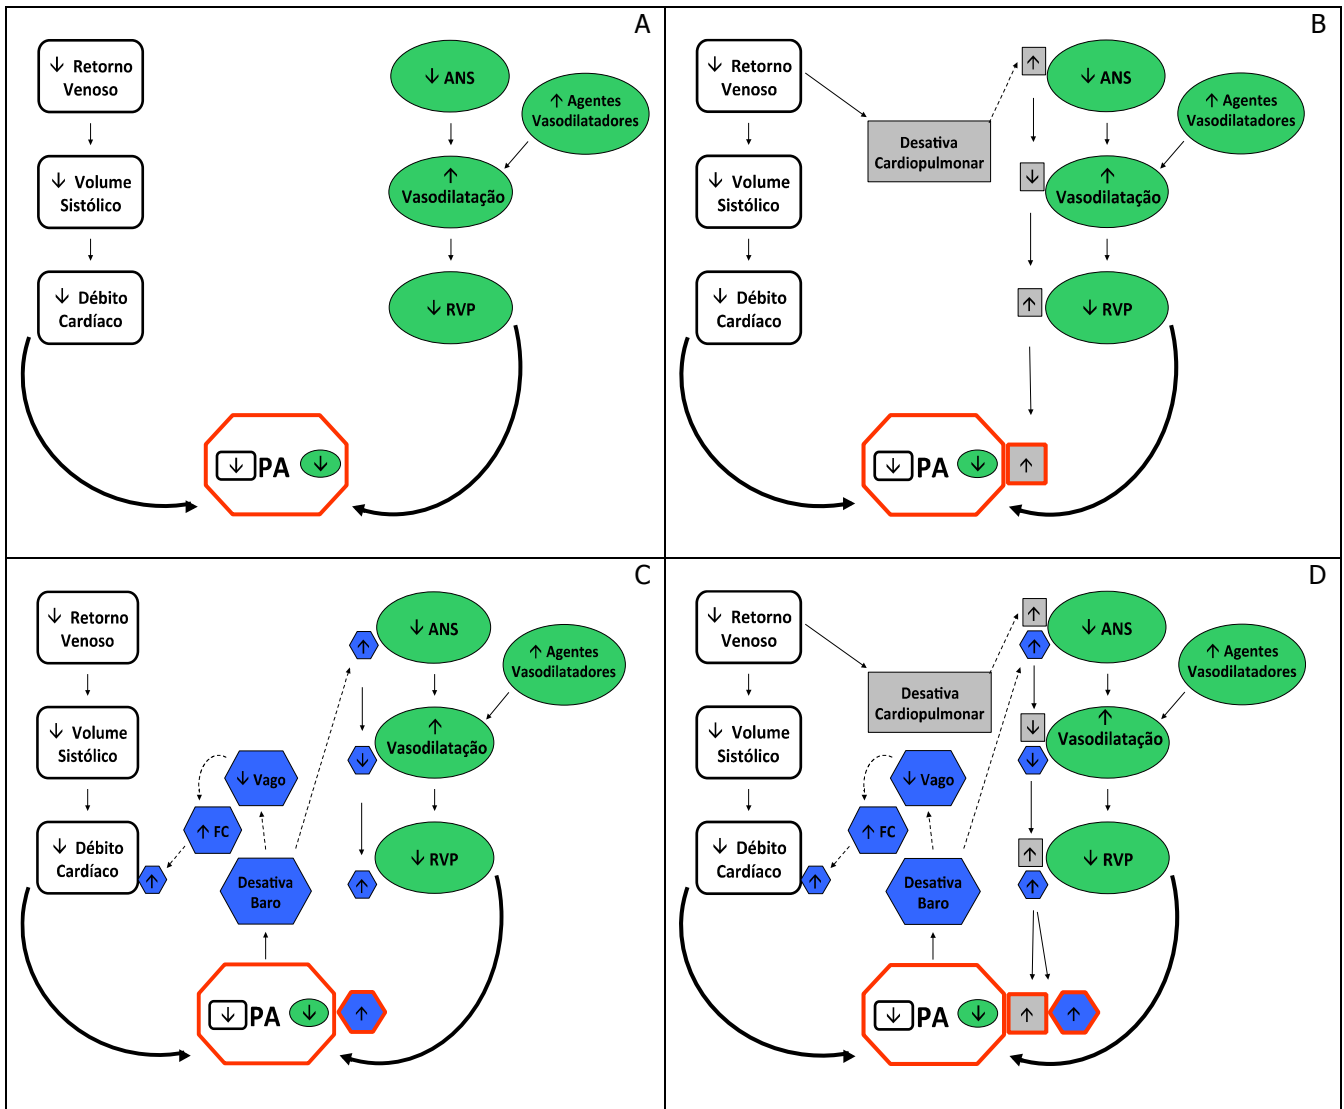 A
↓ Retorno
Venoso
↓ Volume
Sistólico
↓ Débito
Cardíaco
↓ ANS
↑ Agentes
Vasodilatadores
↑
Vasodilatação
↓ RVP
↓ PA ↓
B
↓ Retorno
Venoso
↓ Volume
Sistólico
↓ Débito
Cardíaco
Desativa
Cardiopulmonar
↑
↓ ANS
↑ Agentes
Vasodilatadores
↓
↑
Vasodilatação
↑
↓ RVP
↓ PA ↓ ↑
C
↓ Retorno
Venoso
↓ Volume
Sistólico
↓ Débito
Cardíaco
↑
↓ Vago
↑ FC
Desativa
Baro
↑
↓ ANS
↑ Agentes
Vasodilatadores
↓
↑
Vasodilatação
↑
↓ RVP
↓ PA ↓ ↑
D
↓ Retorno
Venoso
↓ Volume
Sistólico
↓ Débito
Cardíaco
↑
Desativa
Cardiopulmonar
↓ Vago
↑ FC
Desativa
Baro
↑
↑
↓ ANS
↑ Agentes
Vasodilatadores
↓
↓
↑
Vasodilatação
↑
↑
↓ RVP
↓ PA ↓ ↑ ↑